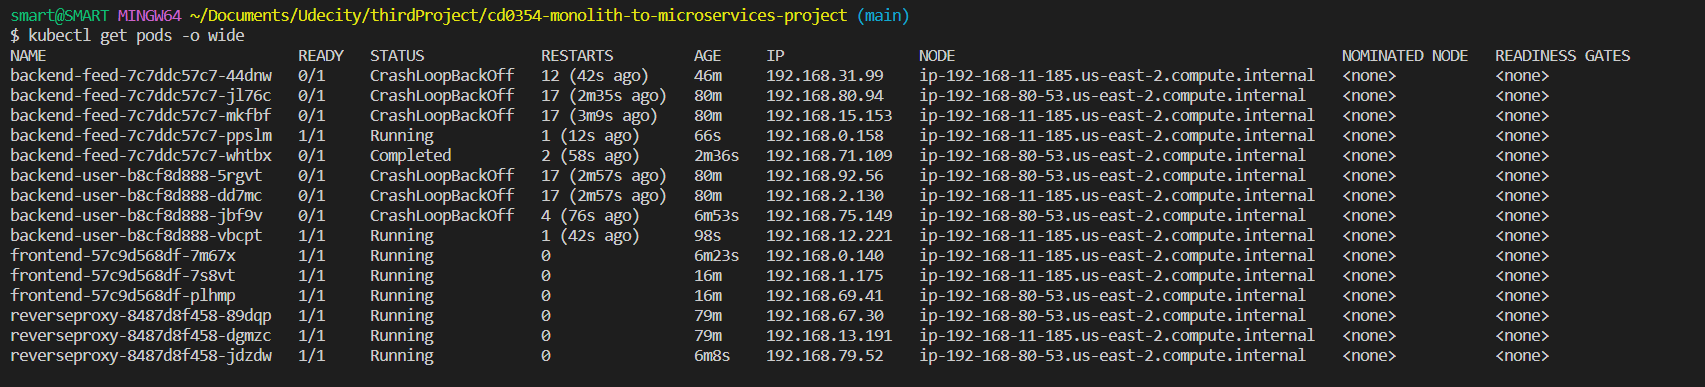 smart@SMART MINGW64 ~/Documents/Udecity/thirdProject/cd0354-monolith-to-microservices-project (main)
$ kubectl get pods -o wide
NAME READY STATUS RESTARTS AGE IP NODE NOMINATED NODE READINESS GATES
backend-feed-7c7ddc57c7-44dnw 0/1 CrashLoopBackOff 12 (42s ago) 46m 192.168.31.99 ip-192-168-11-185.us-east-2.compute.internal <none> <none>
backend-feed-7c7ddc57c7-jl76c 0/1 CrashLoopBackOff 17 (2m35s ago) 80m 192.168.80.94 ip-192-168-80-53.us-east-2.compute.internal <none> <none>
backend-feed-7c7ddc57c7-mkfbf 0/1 CrashLoopBackOff 17 (3m9s ago) 80m 192.168.15.153 ip-192-168-11-185.us-east-2.compute.internal <none> <none>
backend-feed-7c7ddc57c7-ppslm 1/1 Running 1 (12s ago) 66s 192.168.0.158 ip-192-168-11-185.us-east-2.compute.internal <none> <none>
backend-feed-7c7ddc57c7-whtbx 0/1 Completed 2 (58s ago) 2m36s 192.168.71.109 ip-192-168-80-53.us-east-2.compute.internal <none> <none>
backend-user-b8cf8d888-5rgvt 0/1 CrashLoopBackOff 17 (2m57s ago) 80m 192.168.92.56 ip-192-168-80-53.us-east-2.compute.internal <none> <none>
backend-user-b8cf8d888-dd7mc 0/1 CrashLoopBackOff 17 (2m57s ago) 80m 192.168.2.130 ip-192-168-11-185.us-east-2.compute.internal <none> <none>
backend-user-b8cf8d888-jbf9v 0/1 CrashLoopBackOff 4 (76s ago) 6m53s 192.168.75.149 ip-192-168-80-53.us-east-2.compute.internal <none> <none>
backend-user-b8cf8d888-vbcpt 1/1 Running 1 (42s ago) 98s 192.168.12.221 ip-192-168-11-185.us-east-2.compute.internal <none> <none>
frontend-57c9d568df-7m67x 1/1 Running 0 6m23s 192.168.0.140 ip-192-168-11-185.us-east-2.compute.internal <none> <none>
frontend-57c9d568df-7s8vt 1/1 Running 0 16m 192.168.1.175 ip-192-168-11-185.us-east-2.compute.internal <none> <none>
frontend-57c9d568df-plhmp 1/1 Running 0 16m 192.168.69.41 ip-192-168-80-53.us-east-2.compute.internal <none> <none>
reverseproxy-8487d8f458-89dqp 1/1 Running 0 79m 192.168.67.30 ip-192-168-80-53.us-east-2.compute.internal <none> <none>
reverseproxy-8487d8f458-dgmzc 1/1 Running 0 79m 192.168.13.191 ip-192-168-11-185.us-east-2.compute.internal <none> <none>
reverseproxy-8487d8f458-jdzdw 1/1 Running 0 6m8s 192.168.79.52 ip-192-168-80-53.us-east-2.compute.internal <none> <none>